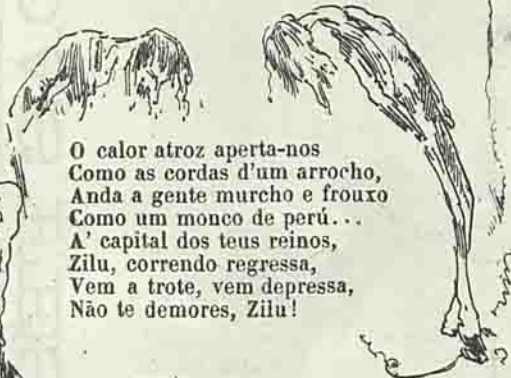 O calor atroz aperta-nos
Como as cordas d'um arrocho,
Anda a gente murcho e frouxo
Como um monco de perú...
A' capital dos teus reinos,
Zilu, correndo regressa,
Vem a trote, vem depressa,
Não te demores, Zilu!